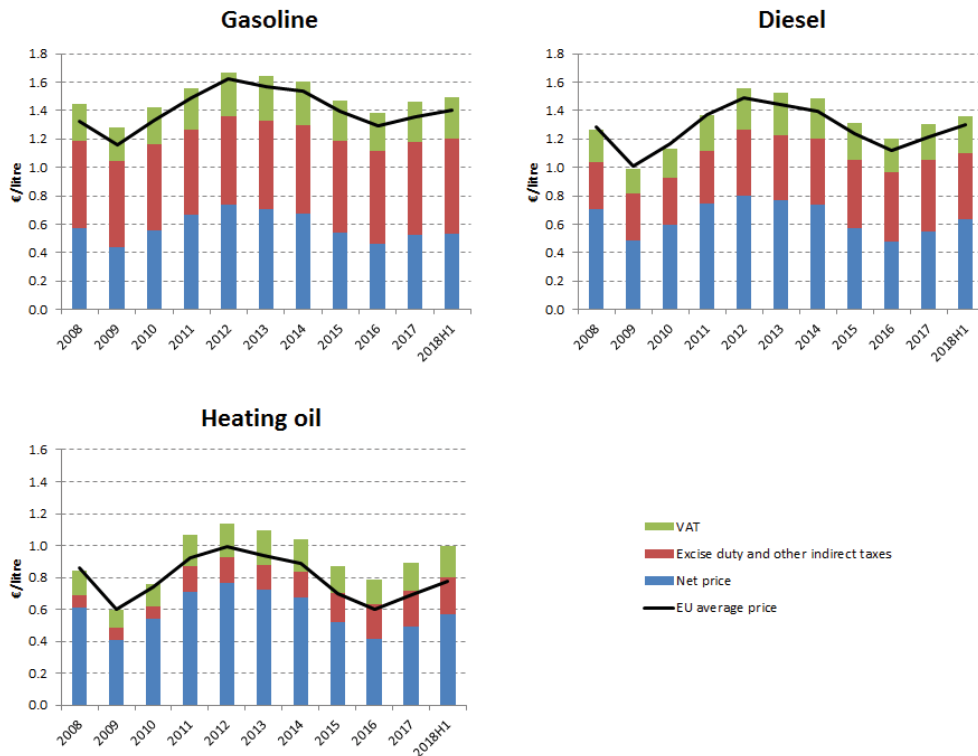 Gasoline
€/litre
1.8
1.6
1.4
1.2
1.0
0.8
0.6
0.4
0.2
0.0
2008 2009 2010 2011 2012 2013 2014 2015 2016 2017 2018H1
Diesel
€/litre
1.8
1.6
1.4
1.2
1.0
0.8
0.6
0.4
0.2
0.0
2008 2009 2010 2011 2012 2013 2014 2015 2016 2017 2018H1
Heating oil
€/litre
1.6
1.4
1.2
1.0
0.8
0.6
0.4
0.2
0.0
2008 2009 2010 2011 2012 2013 2014 2015 2016 2017 2018H1
VAT
Excise duty and other indirect taxes
Net price
EU average price